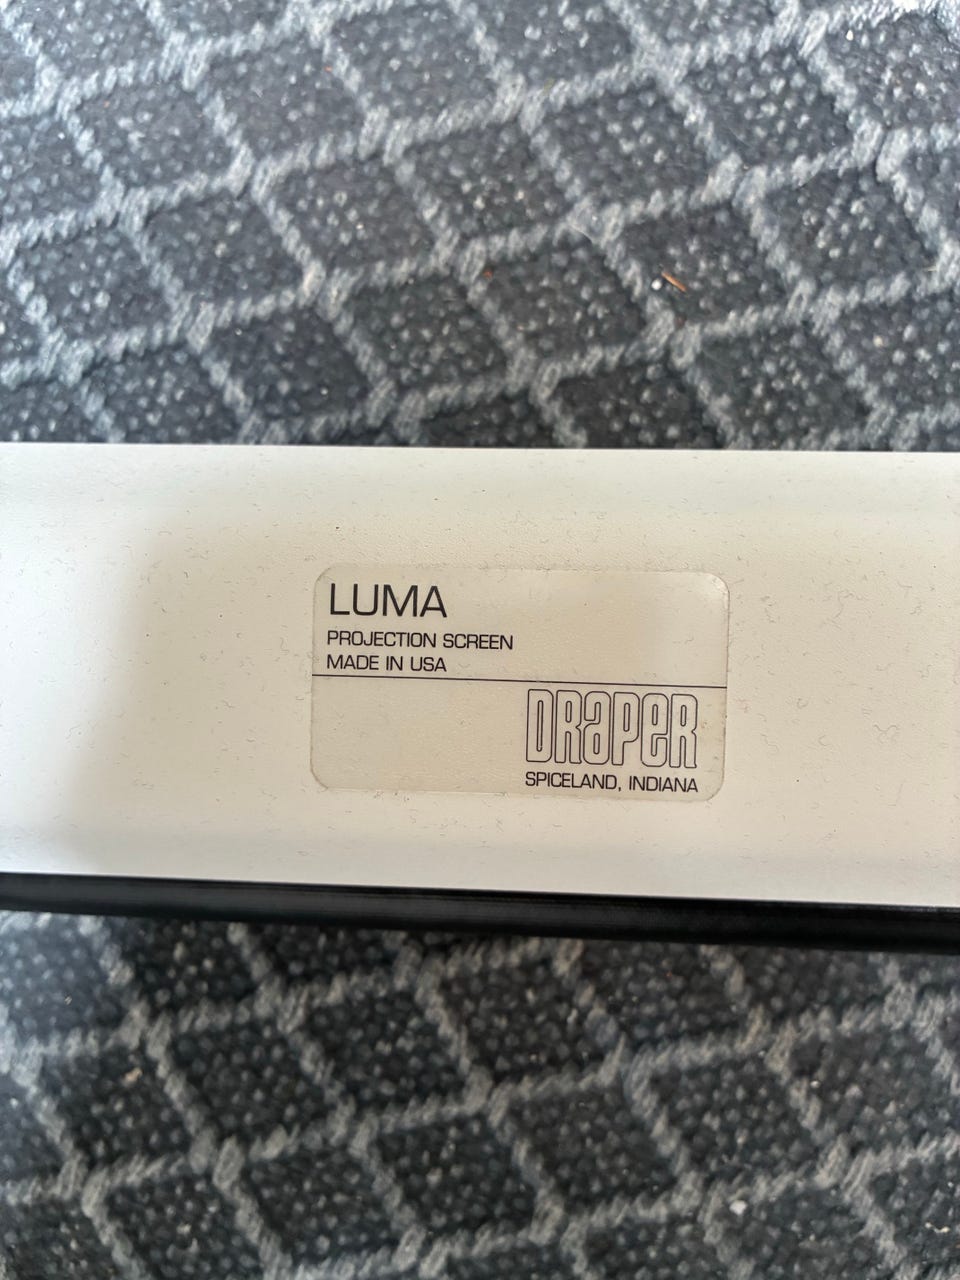 LUMA
PROJECTION SCREEN
MADE IN USA
DRAPER
SPICELAND, INDIANA